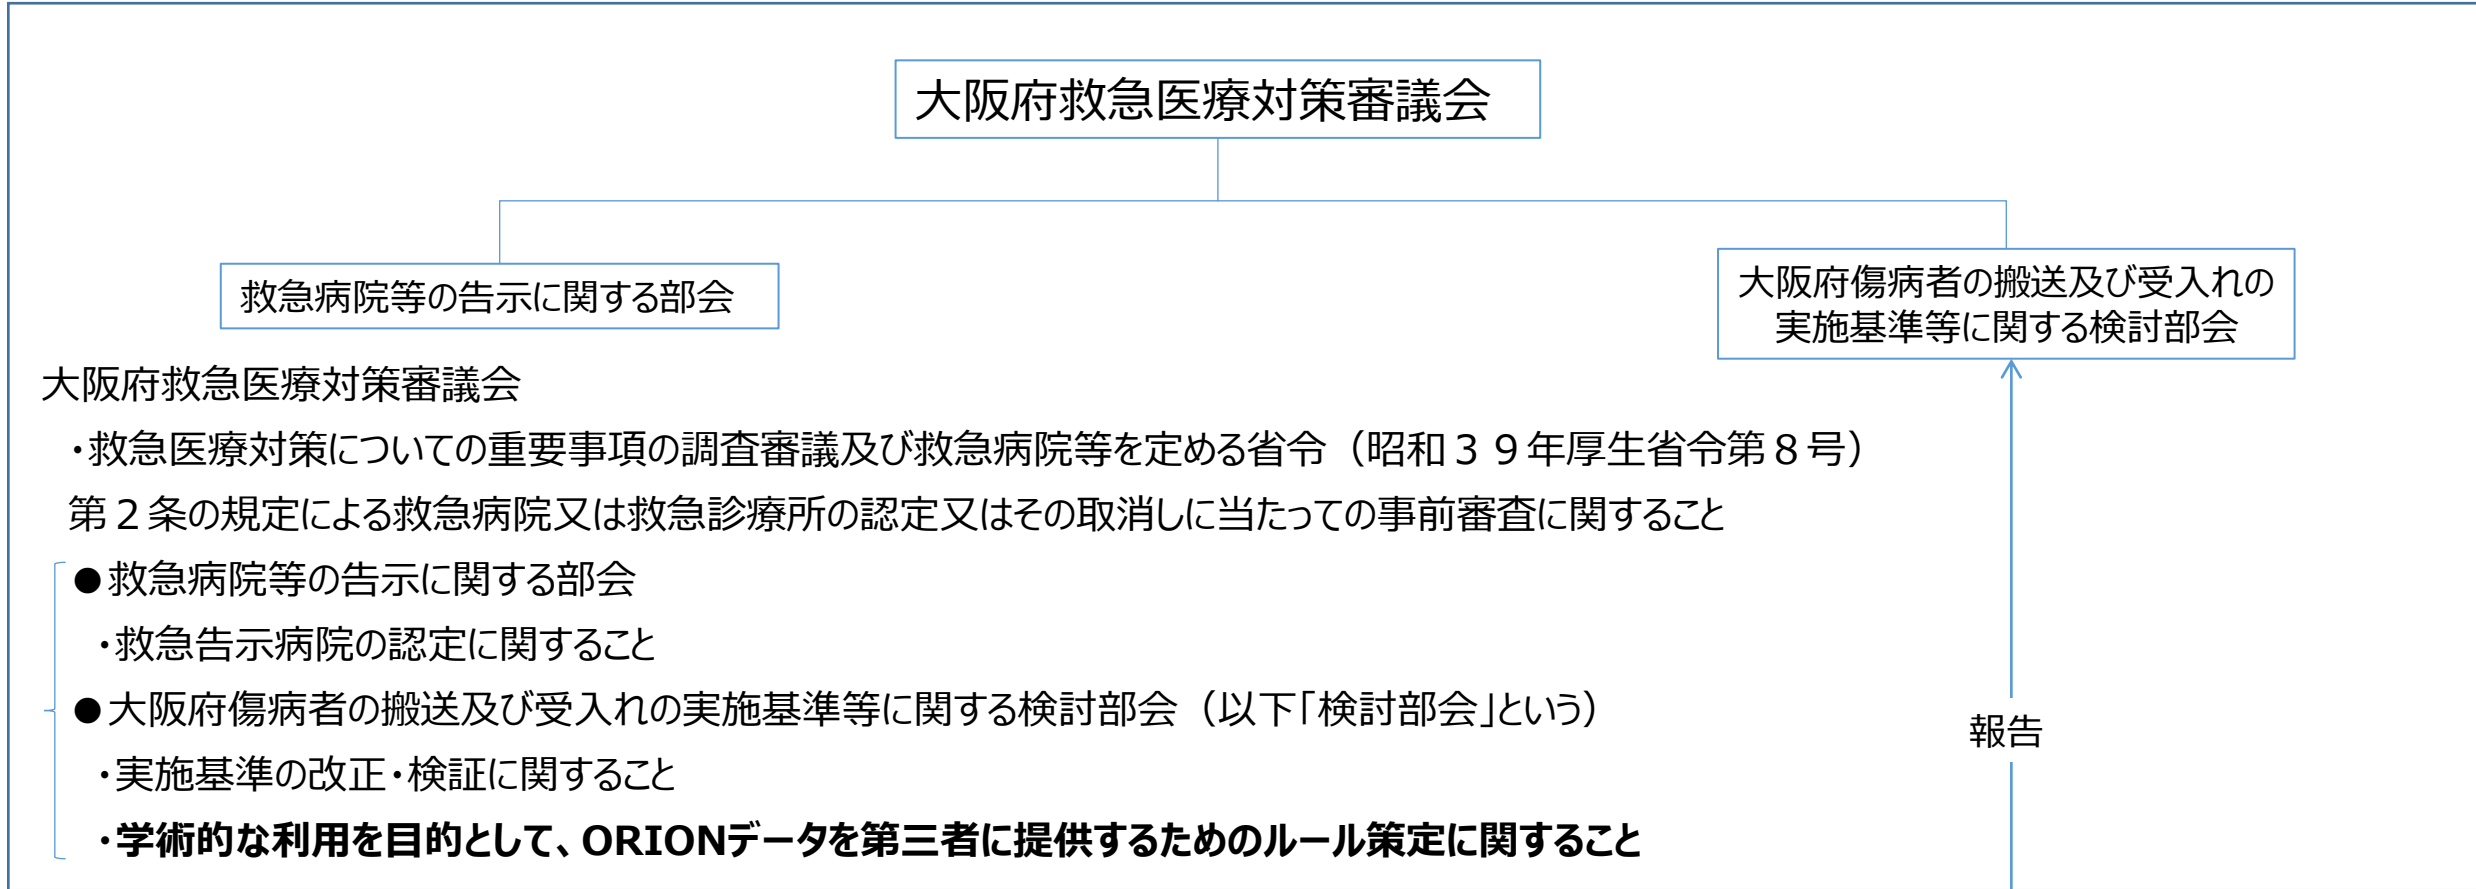 大阪府救急医療対策審議会
救急病院等の告示に関する部会
大阪府傷病者の搬送及び受入れの
実施基準等に関する検討部会
大阪府救急医療対策審議会
・救急医療対策についての重要事項の調査審議及び救急病院等を定める省令（昭和３９年厚生省令第８号）
第２条の規定による救急病院又は救急診療所の認定又はその取消しに当たっての事前審査に関すること
●救急病院等の告示に関する部会
・救急告示病院の認定に関すること
●大阪府傷病者の搬送及び受入れの実施基準等に関する検討部会（以下「検討部会」という）
報告
・実施基準の改正・検証に関すること
・学術的な利用を目的として、ORIONデータを第三者に提供するためのルール策定に関すること